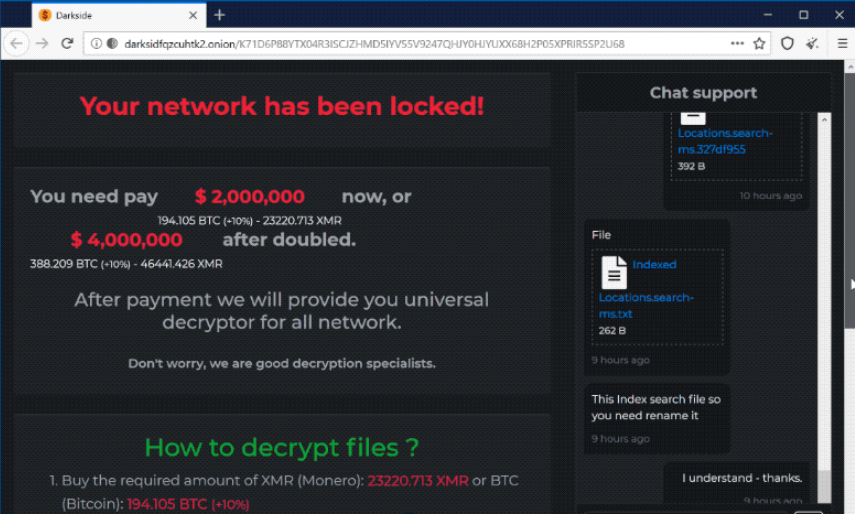 Darkside
darksidfqzcuhtk2.onion/K71D6P88YTX04R3ISCJZHMD5IYV55V9247QHJY0HJYUXX68H2P05XPRIR5SP2U68
Your network has been locked!
You need pay $ 2,000,000 now, or
194.105 BTC (+10%) - 23220.713 XMR
$ 4,000,000 after doubled.
388.209 BTC (+10%) - 46441.426 XMR
After payment we will provide you universal
decryptor for all network.
Don't worry, we are good decryption specialists.
How to decrypt files ?
1. Buy the required amount of XMR (Monero): 23220.713 XMR or BTC
(Bitcoin): 194.105 BTC (+10%)
Chat support
Locations.search-
ms.327df955
392 B
10 hours ago
File
Indexed
Locations.search-
ms.txt
262 B
9 hours ago
This Index search file so
you need rename it
9 hours ago
I understand - thanks.
9 hours ago